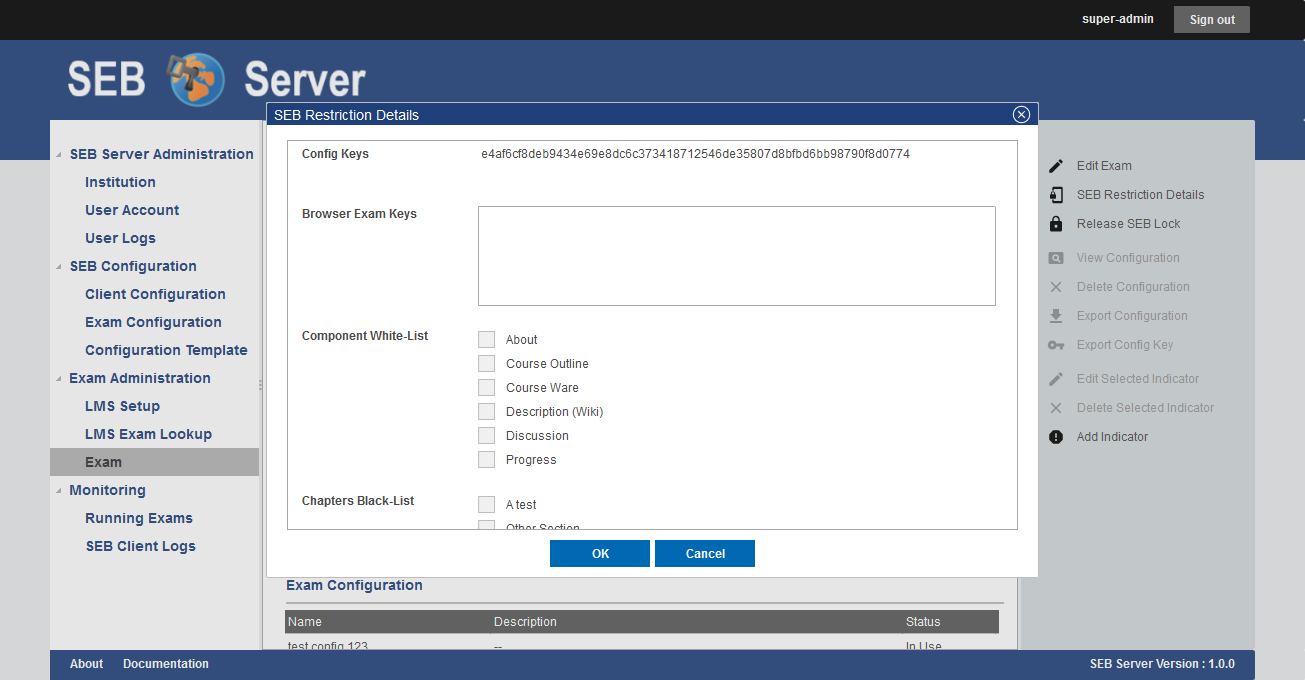 super-admin
Sign out
SEB Server
SEB Restriction Details
SEB Server Administration
Institution
User Account
User Logs
SEB Configuration
Client Configuration
Exam Configuration
Configuration Template
Exam Administration
LMS Setup
LMS Exam Lookup
Exam
Monitoring
Running Exams
SEB Client Logs
Config Keys
e4af6cf8deb9434e69e8dc6c373418712546de35807d8bfbd6bb98790f8d0774
Browser Exam Keys
Component White-List
About
Course Outline
Course Ware
Description (Wiki)
Discussion
Progress
Chapters Black-List
A test
Other Section
OK
Cancel
Exam Configuration
Name Description Status
test config 123 -- In Use
Edit Exam
SEB Restriction Details
Release SEB Lock
View Configuration
Delete Configuration
Export Configuration
Export Config Key
Edit Selected Indicator
Delete Selected Indicator
Add Indicator
About Documentation
SEB Server Version : 1.0.0